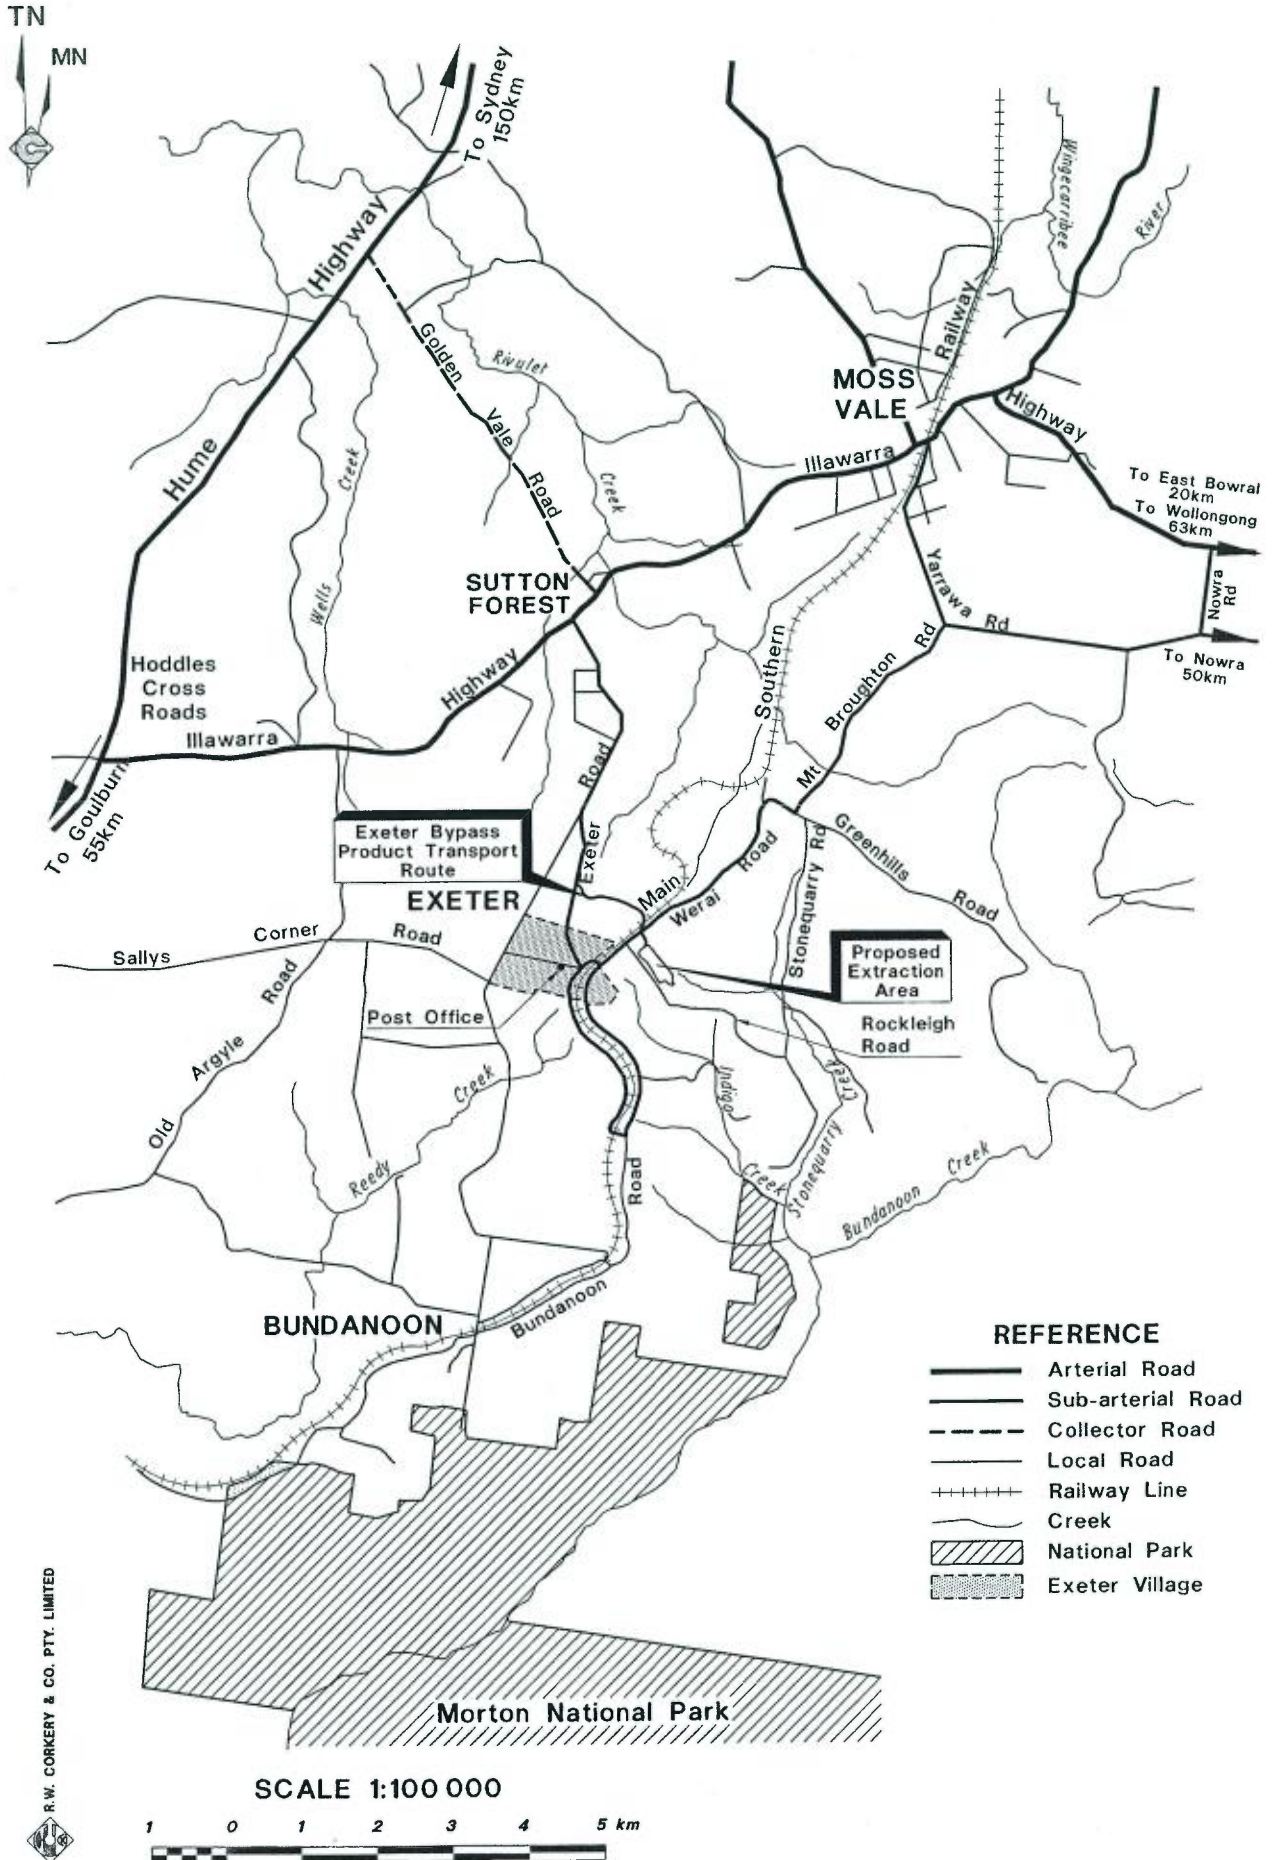 TN
MN
To Sydney
150km
Wingecarribee
River
Highway
Golden
Vale
Road
Rivulet
Creek
Railway
MOSS
VALE
Highway
Illawarra
Hume
Creek
Wells
To East Bowral
20km
To Wollongong
63km
Yarrawa Rd
Nowra
Rd
To Nowra
50km
SUTTON
FOREST
Highway
Hoddles
Cross
Roads
Illawarra
To Goulburn
55km
Southern
Broughton Rd
Mt
Road
Exeter
Exeter Bypass
Product Transport
Route
EXETER
Main
Werai Road
Greenhills
Road
Stonequarry Rd
Proposed
Extraction
Area
Rockleigh
Road
Sallys Corner Road
Post Office
Old Argyle Road
Reedy Creek
Indigo
Creek
Stonequarry
Creek
Bundanoon Creek
Road
Bundanoon
BUNDANOON
REFERENCE
Arterial Road
Sub-arterial Road
Collector Road
Local Road
Railway Line
Creek
National Park
Exeter Village
Morton National Park
R.W. CORKERY & CO. PTY. LIMITED
SCALE 1:100 000
1 0 1 2 3 4 5 km